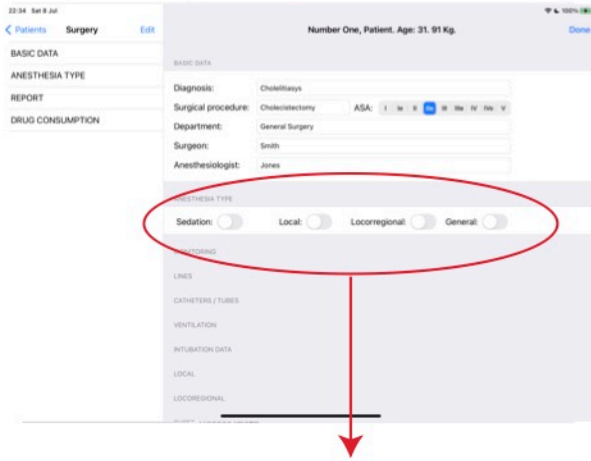 22:34 Sat 8 Jul 100%
Patients Surgery Edit
Number One, Patient. Age: 31. 91 Kg.
Done
BASIC DATA
ANESTHESIA TYPE
REPORT
DRUG CONSUMPTION
BASIC DATA
Diagnosis: Cholelitiasys
Surgical procedure: Cholecistectomy ASA: I Ie II IIe III IIIe IV IVe V
Department: General Surgery
Surgeon: Smith
Anesthesiologist: Jones
ANESTHESIA TYPE
Sedation: Local: Locorregional: General:
MONITORING
LINES
CATHETERS / TUBES
VENTILATION
INTUBATION DATA
LOCAL
LOCOREGIONAL